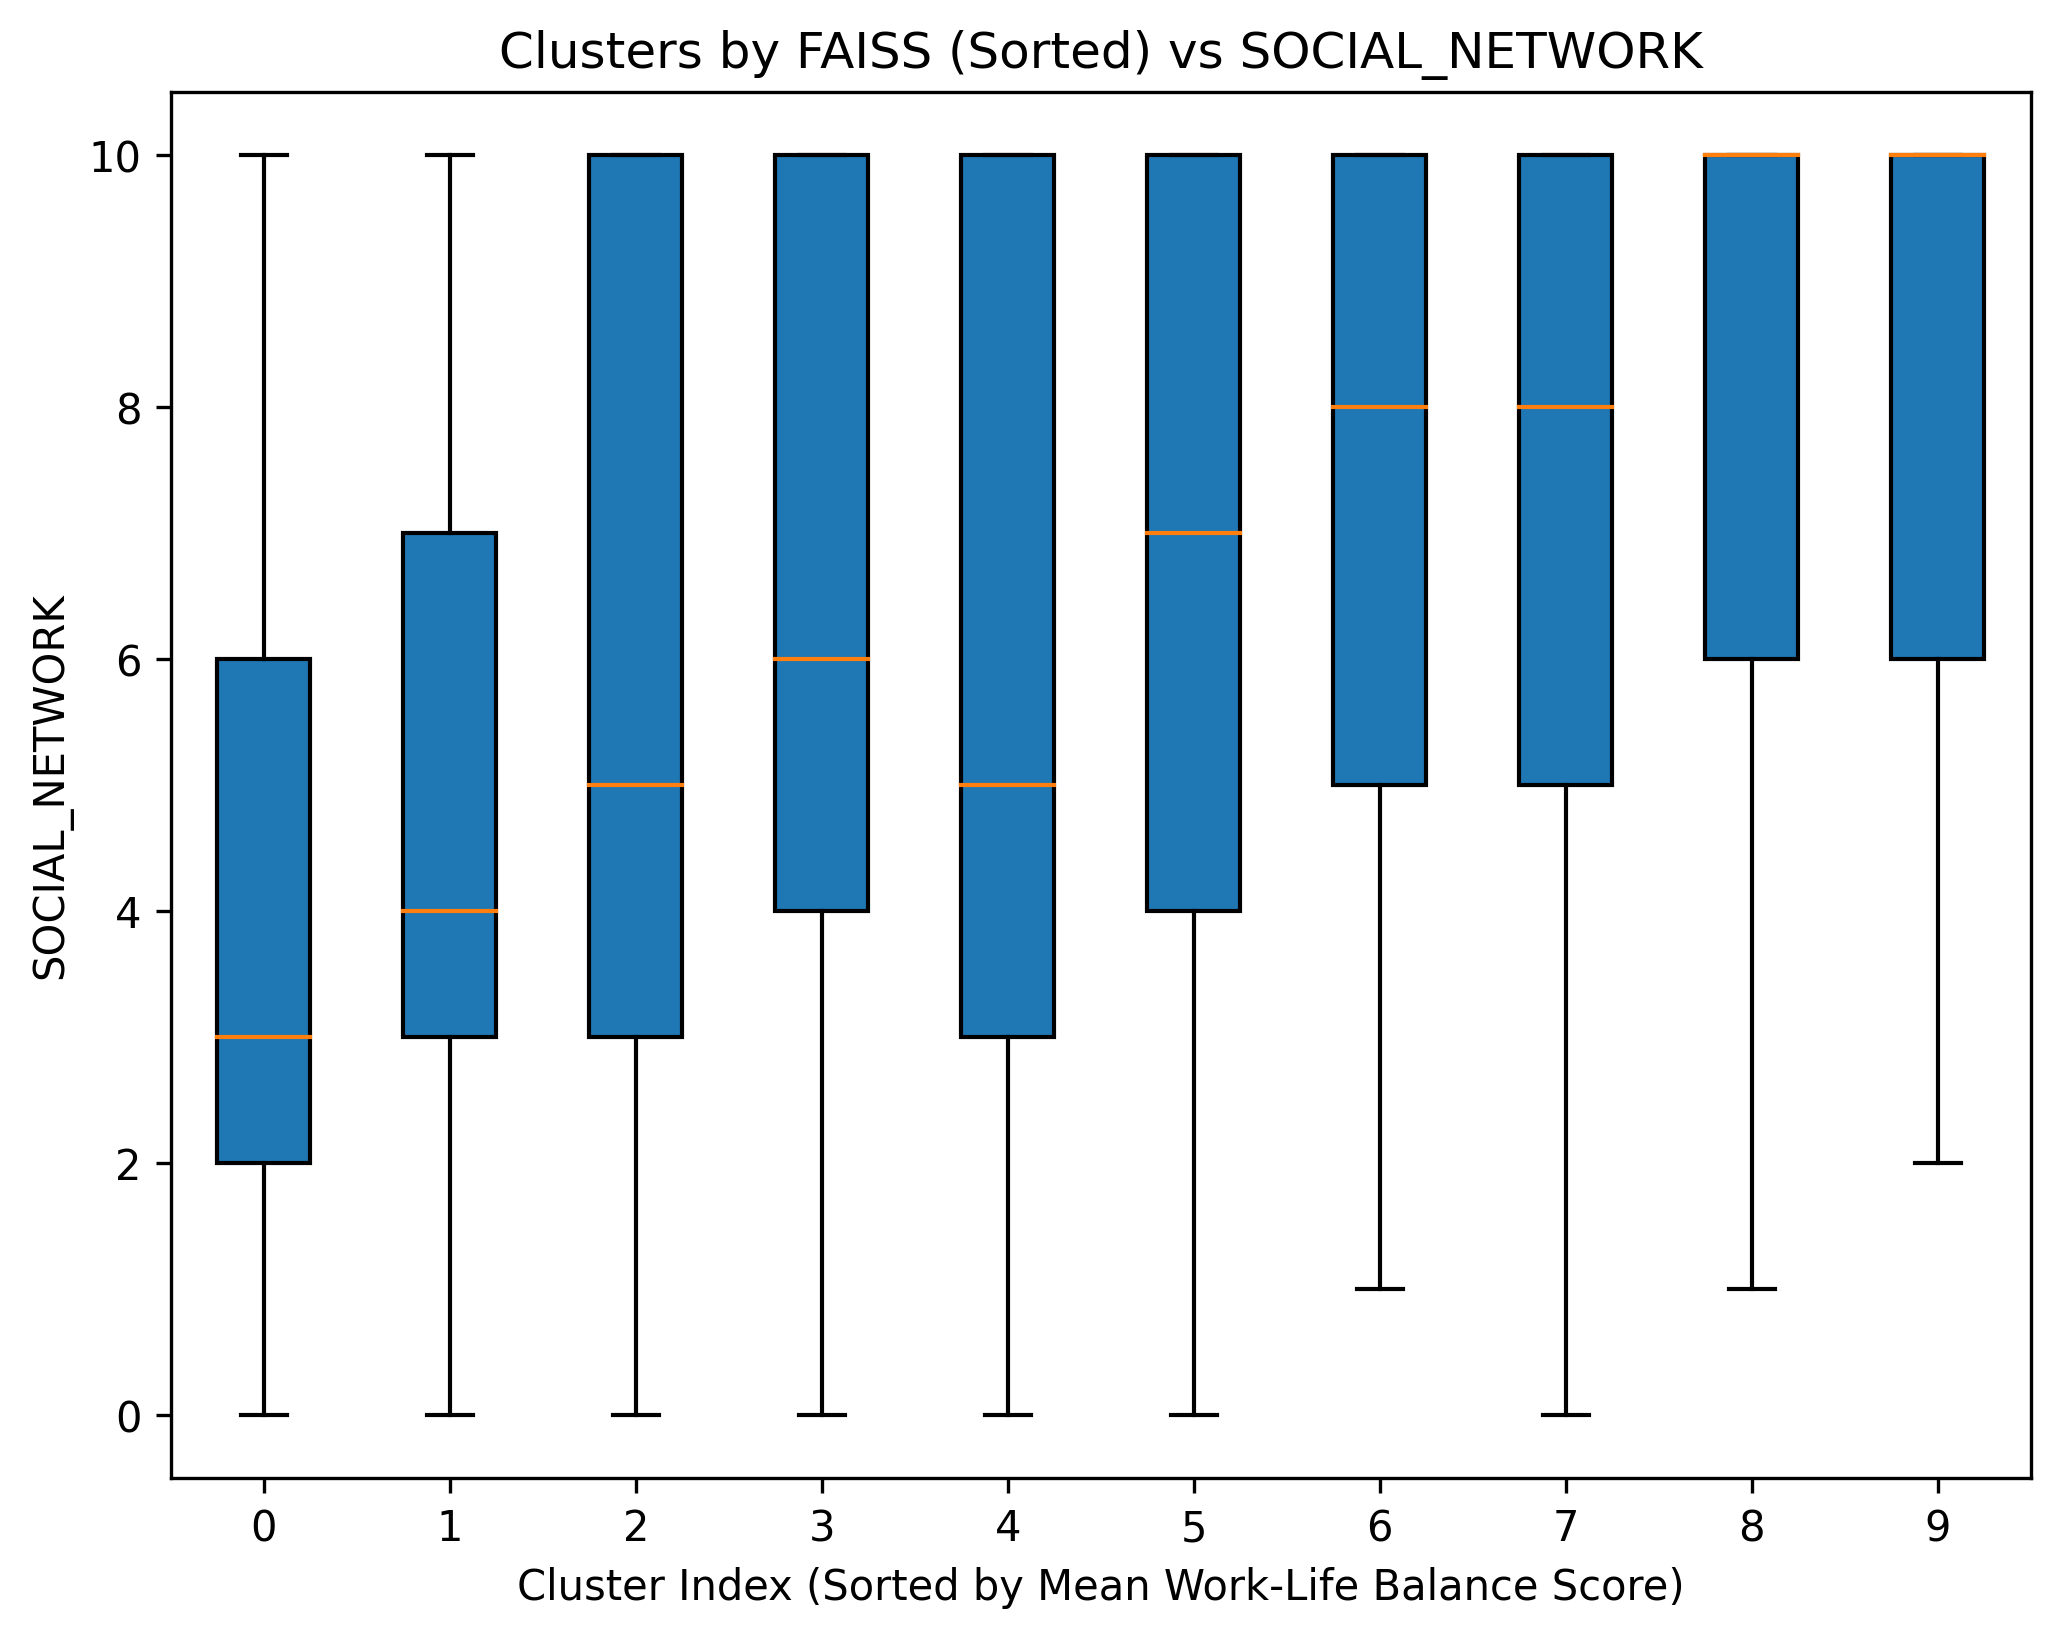 Clusters by FAISS (Sorted) vs SOCIAL_NETWORK
SOCIAL_NETWORK
10
8
6
4
2
0
0 1 2 3 4 5 6 7 8 9
Cluster Index (Sorted by Mean Work-Life Balance Score)